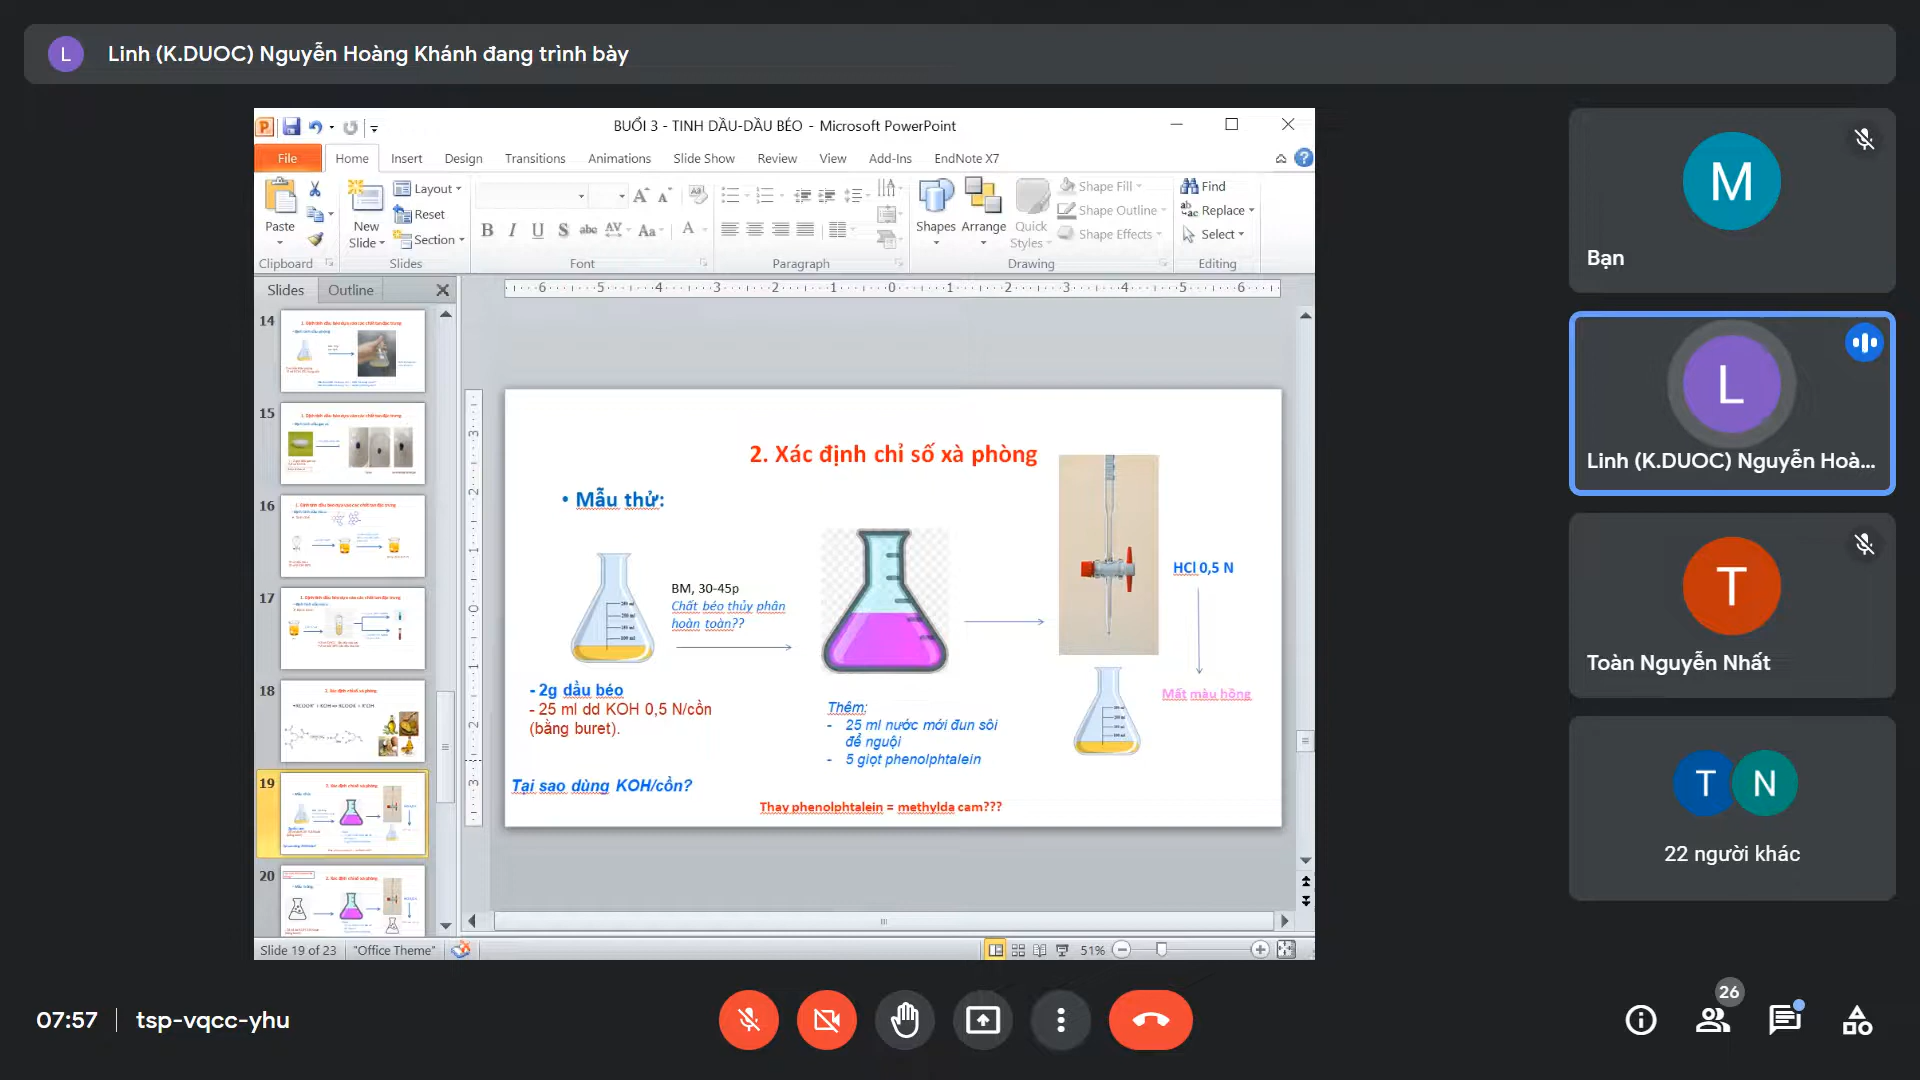 L Linh (K.DUOC) Nguyễn Hoàng Khánh đang trình bày
BUỔI 3 - TINH DẦU-DẦU BÉO - Microsoft PowerPoint
File Home Insert Design Transitions Animations Slide Show Review View Add-Ins EndNote X7
Paste
New Slide
Layout
Reset
Section
Shapes
Arrange
Quick Styles
Shape Fill
Shape Outline
Shape Effects
Find
Replace
Select
Clipboard Slides Font Paragraph Drawing Editing
Slides Outline
14
15
16
17
18
19
20
2. Xác định chỉ số xà phòng
• Mẫu thử:
BM, 30-45p
Chất béo thủy phân
hoàn toàn??
HCl 0,5 N
Mất màu hồng
- 2g dầu béo
- 25 ml dd KOH 0,5 N/cồn
(bằng buret).
Thêm:
- 25 ml nước mới đun sôi
để nguội
- 5 giọt phenolphtalein
Tại sao dùng KOH/cồn?
Thay phenolphtalein = methylda cam???
Slide 19 of 23 "Office Theme" 51%
M
Bạn
L
Linh (K.DUOC) Nguyễn Hoà...
T
Toàn Nguyễn Nhất
T N
22 người khác
07:57 tsp-vqcc-yhu
26